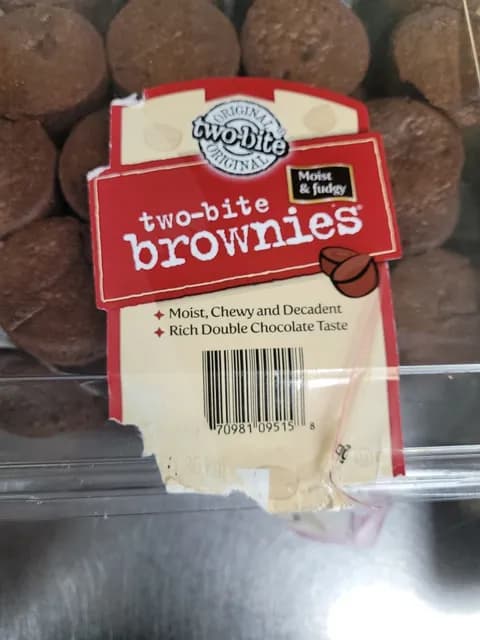 ORIGINAL
two-bite
ORIGINAL
Moist
& fudgy
two-bite
brownies®
Moist, Chewy and Decadent
Rich Double Chocolate Taste
70981 09515 8